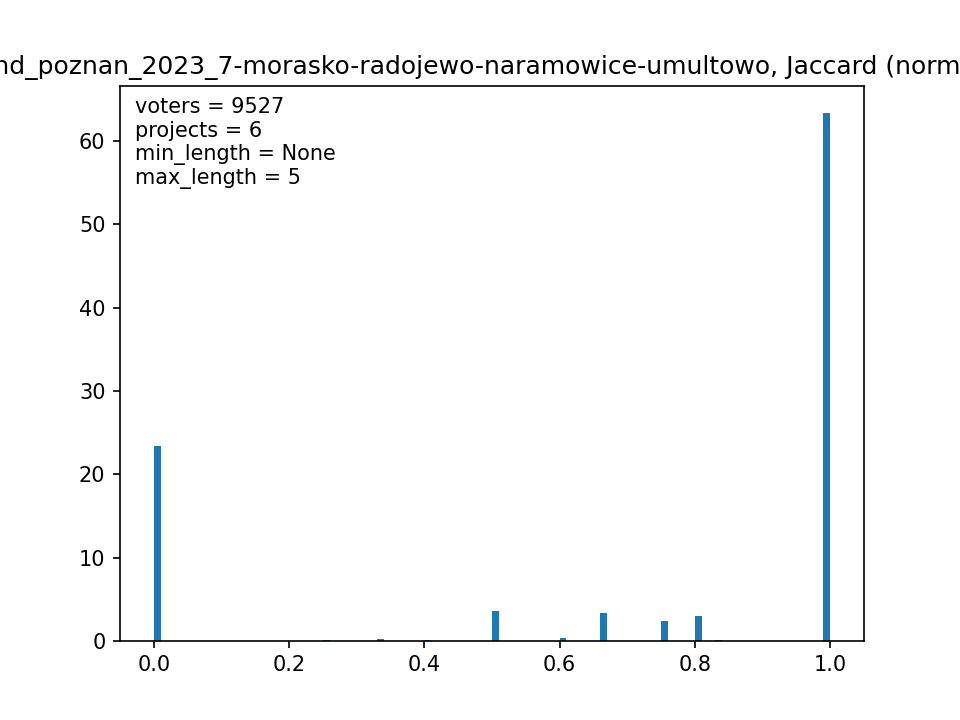 nd_poznan_2023_7-morasko-radojewo-naramowice-umultowo, Jaccard (norm
voters = 9527
projects = 6
min_length = None
max_length = 5
60
50
40
30
20
10
0
0.0 0.2 0.4 0.6 0.8 1.0